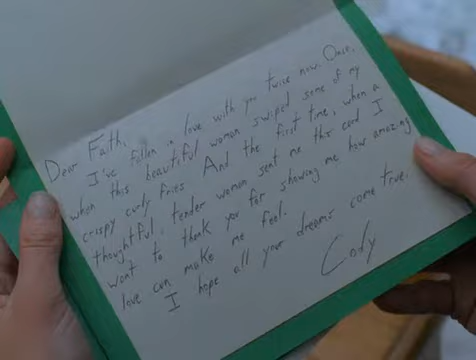 Dear Faith,
I've fallen in love with you twice now. Once,
when this beautiful woman swiped some of my
crispy curly fries. And the first time, when a
thoughtful, tender woman sent me this card I
want to thank you for showing me how amazing
love can make me feel.
I hope all your dreams come true.
Cody